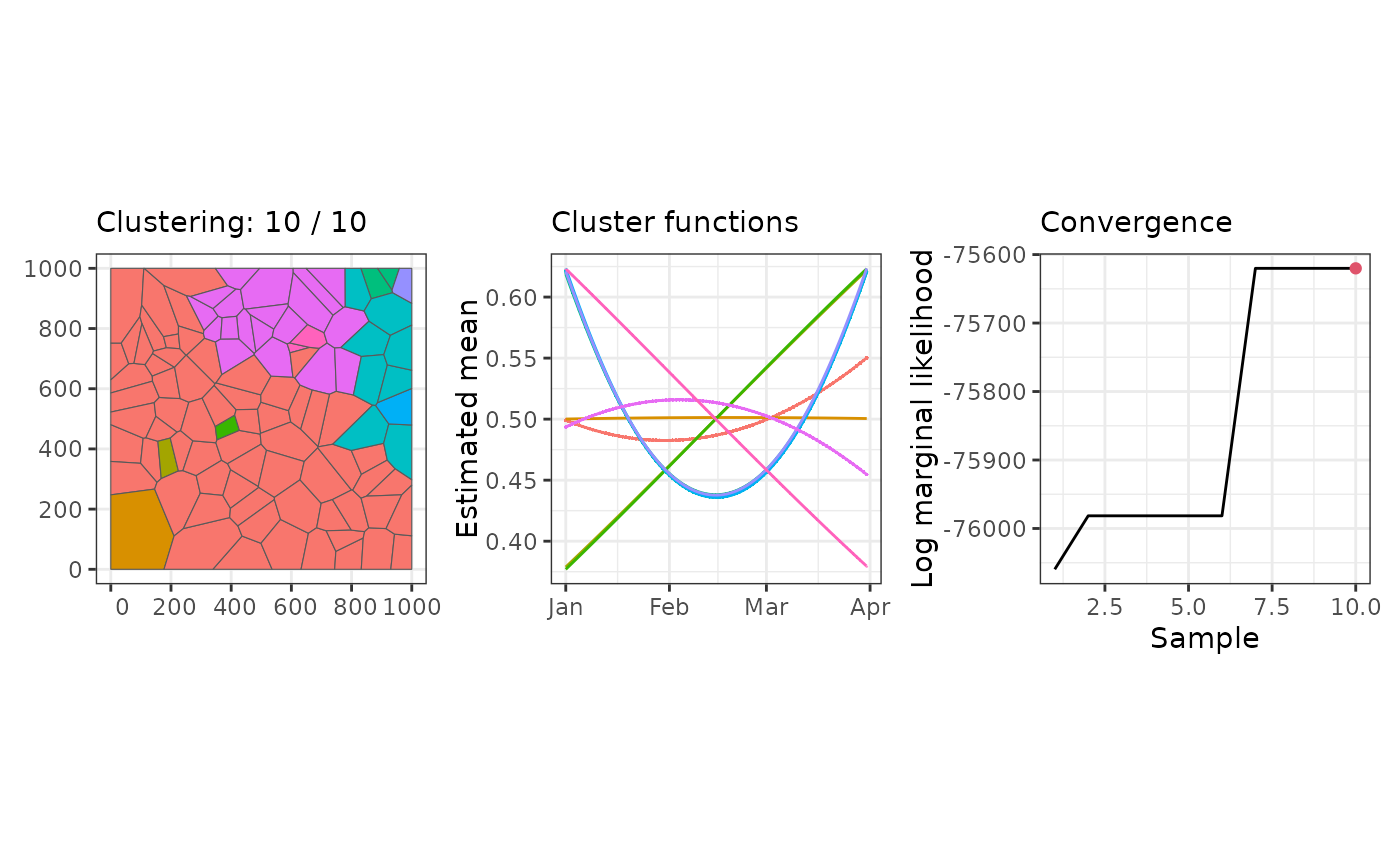 Clustering: 10 / 10
1000
800
600
400
200
0
0 200 400 600 800 1000
Cluster functions
Estimated mean
0.60
0.55
0.50
0.45
0.40
Jan Feb Mar Apr
Convergence
Log marginal likelihood
-75600
-75700
-75800
-75900
-76000
2.5 5.0 7.5 10.0
Sample